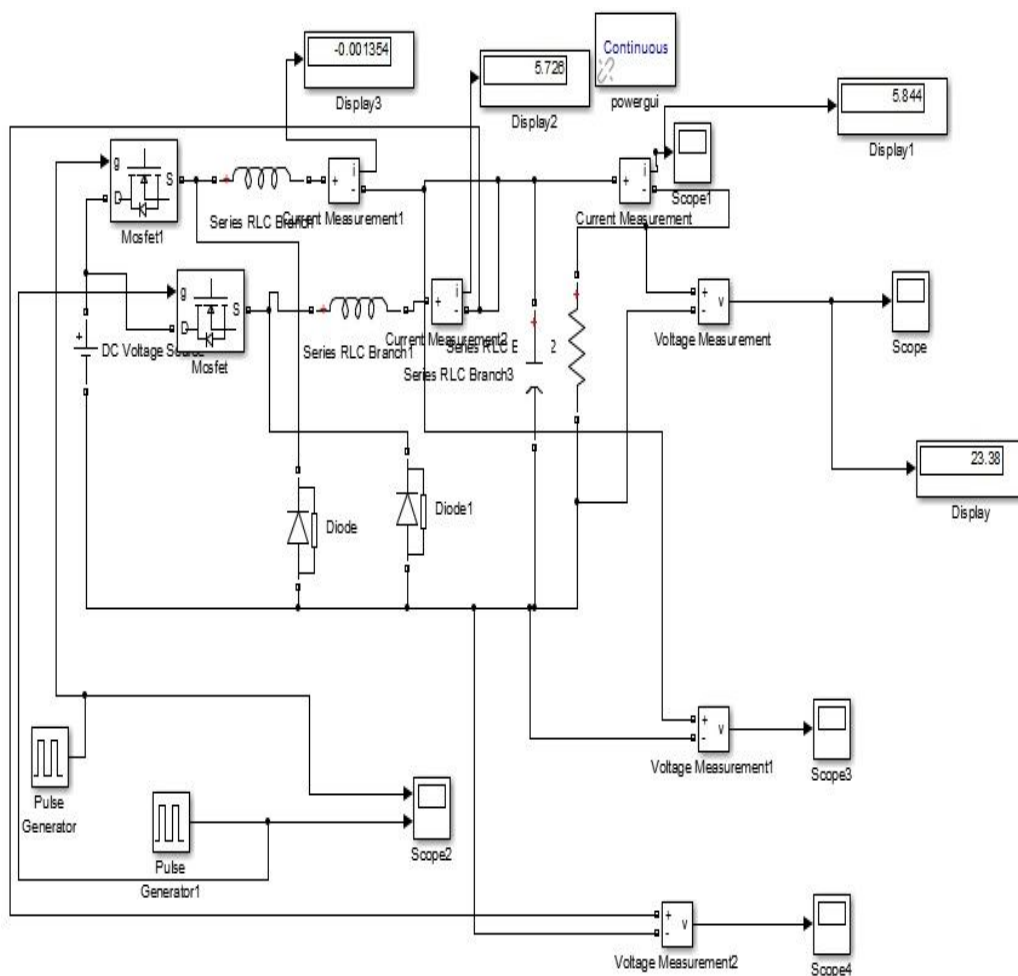 -0.001354
Display3
5.726
Display2
Continuous
powergui
5.844
Display1
g
D
S
Mosfet1
Series RLC Branch
+
i
-
Current Measurement1
+
i
-
Current Measurement
Scope1
g
D
S
Mosfet
+
DC Voltage Source
Series RLC Branch1
+
i
-
Current Measurement2
Series RLC B 2
Series RLC Branch3
+
-
v
Voltage Measurement
Scope
23.38
Display
Diode
Diode1
Pulse
Generator
Pulse
Generator1
Scope2
+
-
v
Voltage Measurement1
Scope3
+
-
v
Voltage Measurement2
Scope4